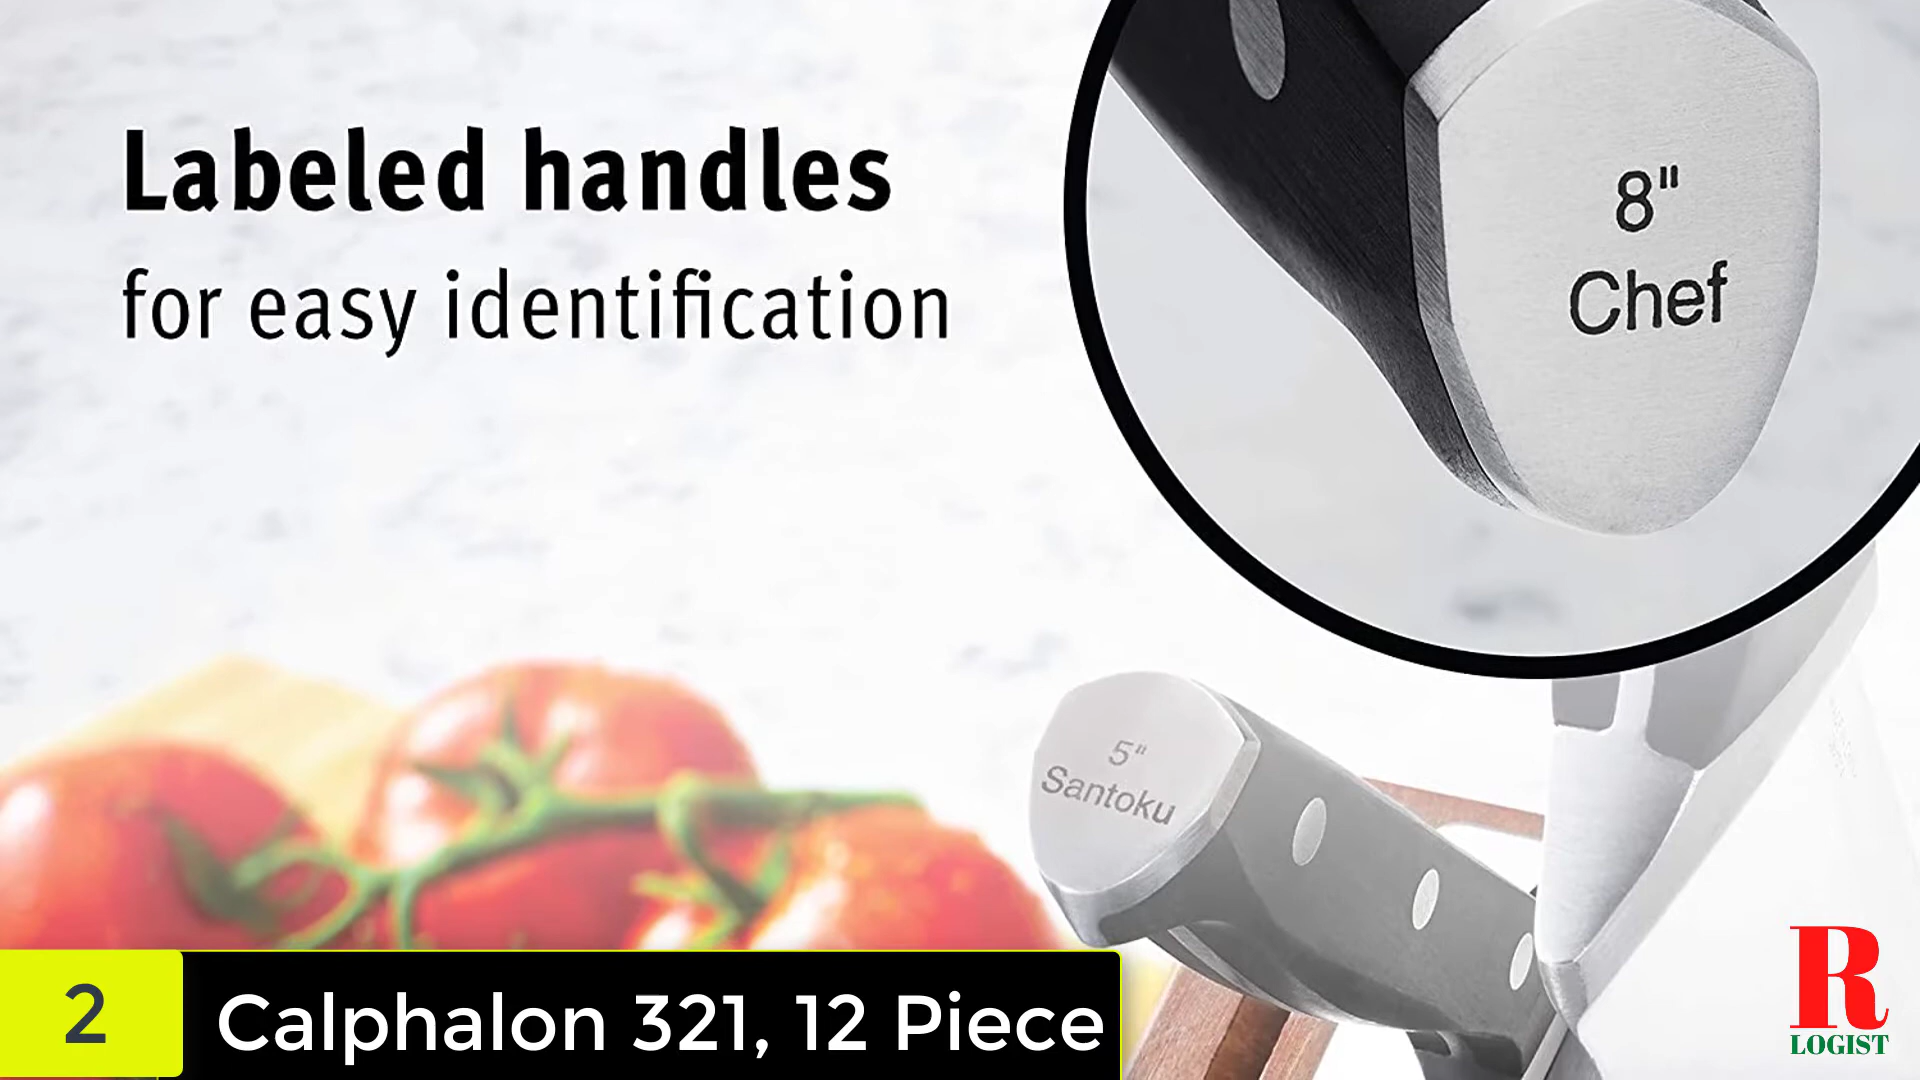 Labeled handles
for easy identification
8"
Chef
5"
Santoku
2
Calphalon 321, 12 Piece
R
LOGIST